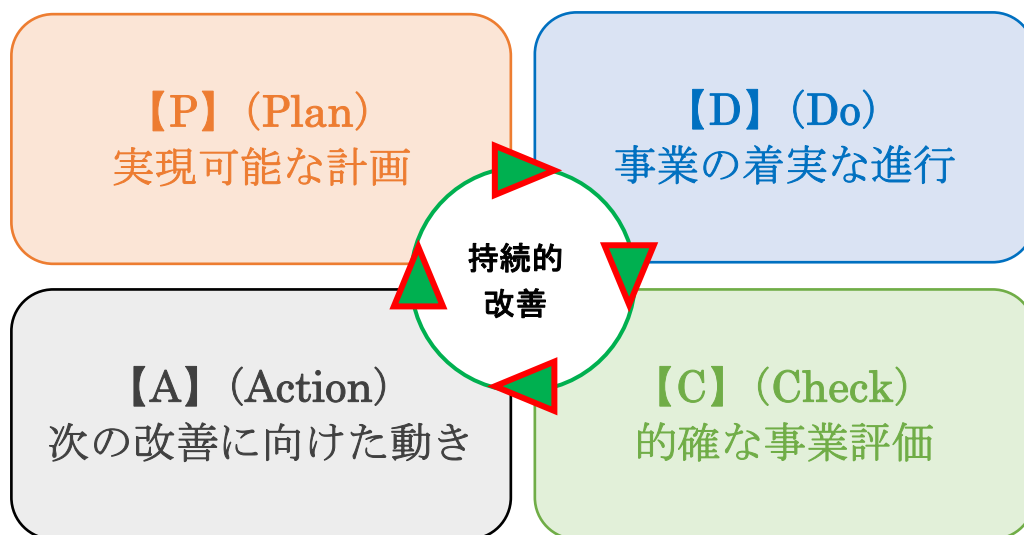 【P】（Plan）
実現可能な計画
【D】（Do）
事業の着実な進行
持続的
改善
【A】（Action）
次の改善に向けた動き
【C】（Check）
的確な事業評価